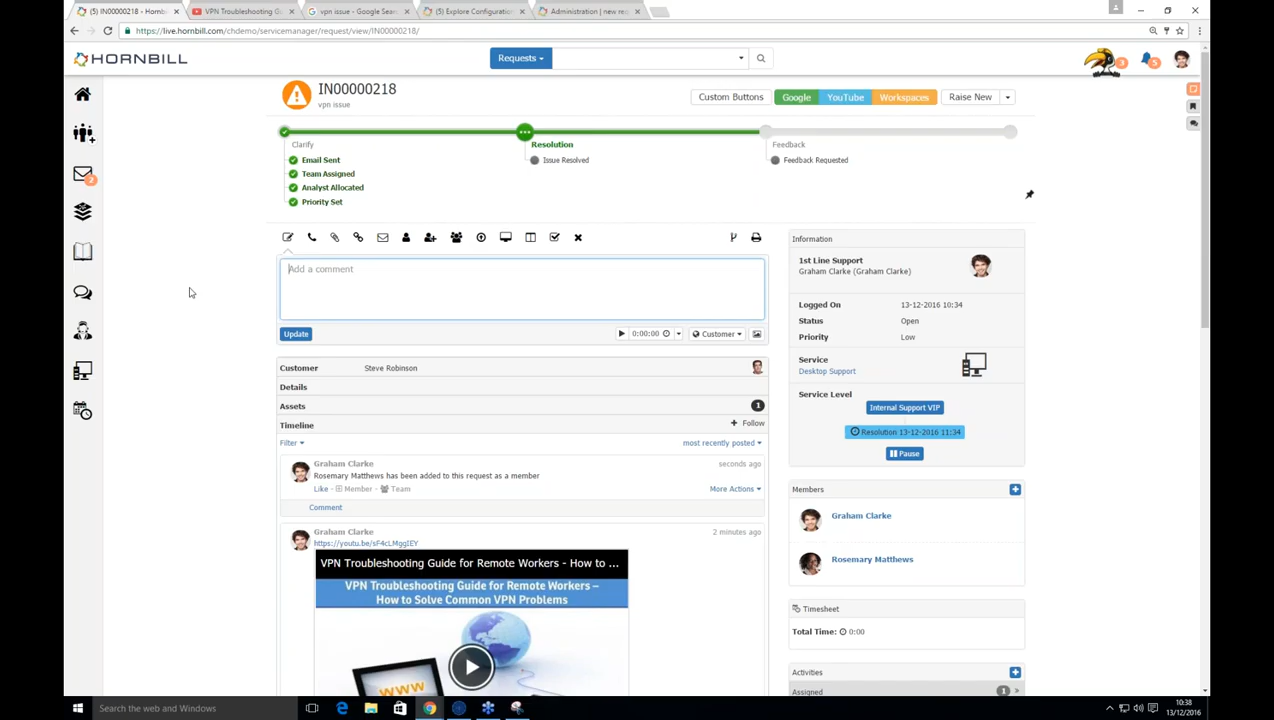 (5) IN00000218 - Hornb
VPN Troubleshooting G
vpn issue - Google Sear
(5) Explore Configuratio
Administration | new re
https://live.hornbill.com/chdemo/servicemanager/request/view/IN00000218/
HORNBILL
Requests
3
5
IN00000218
vpn issue
Custom Buttons
Google
YouTube
Workspaces
Raise New
Clarify
Resolution
Feedback
Email Sent
Issue Resolved
Feedback Requested
Team Assigned
Analyst Allocated
Priority Set
2
Add a comment
Update
0:00:00
Customer
Customer
Steve Robinson
Details
Assets
1
Timeline
+ Follow
Filter
most recently posted
Graham Clarke
seconds ago
Rosemary Matthews has been added to this request as a member
Like - Member - Team
More Actions
Comment
Graham Clarke
2 minutes ago
https://youtu.be/sF4cLMggIEY
VPN Troubleshooting Guide for Remote Workers - How to ...
VPN Troubleshooting Guide for Remote Workers –
How to Solve Common VPN Problems
WWW
Information
1st Line Support
Graham Clarke (Graham Clarke)
Logged On
13-12-2016 10:34
Status
Open
Priority
Low
Service
Desktop Support
Service Level
Internal Support VIP
Resolution 13-12-2016 11:34
Pause
Members
Graham Clarke
Rosemary Matthews
Timesheet
Total Time: 0:00
Activities
Assigned
1
Search the web and Windows
10:38
13/12/2016